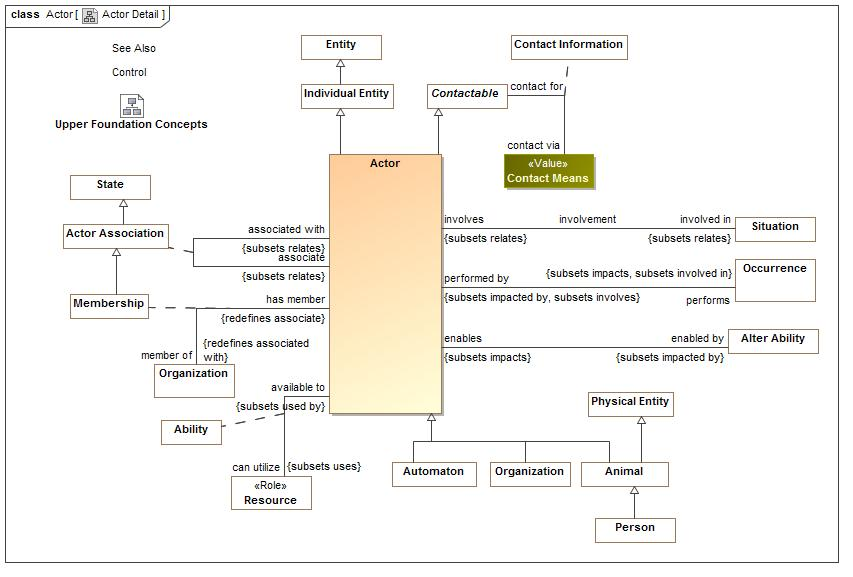 class Actor [ Actor Detail ]
See Also
Control
Upper Foundation Concepts
Entity
Individual Entity
Contactable
Contact Information
contact for
contact via
«Value»
Contact Means
Actor
State
Actor Association
Membership
associated with
{subsets relates}
associate
{subsets relates}
has member
{redefines associate}
{redefines associated
with}
member of
Organization
available to
{subsets used by}
Ability
can utilize
{subsets uses}
«Role»
Resource
involves
involvement
involved in
{subsets relates}
{subsets relates}
Situation
performed by
{subsets impacts, subsets involved in}
{subsets impacted by, subsets involves}
performs
Occurrence
enables
enabled by
{subsets impacts}
{subsets impacted by}
Alter Ability
Physical Entity
Automaton
Organization
Animal
Person